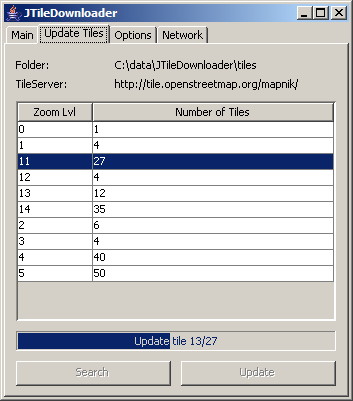 JTileDownloader
Main Update Tiles Options Network
Folder: C:\data\JTileDownloader\tiles
TileServer: http://tile.openstreetmap.org/mapnik/
Zoom Lvl Number of Tiles
0 1
1 4
11 27
12 4
13 12
14 35
2 6
3 4
4 40
5 50
Update tile 13/27
Search Update